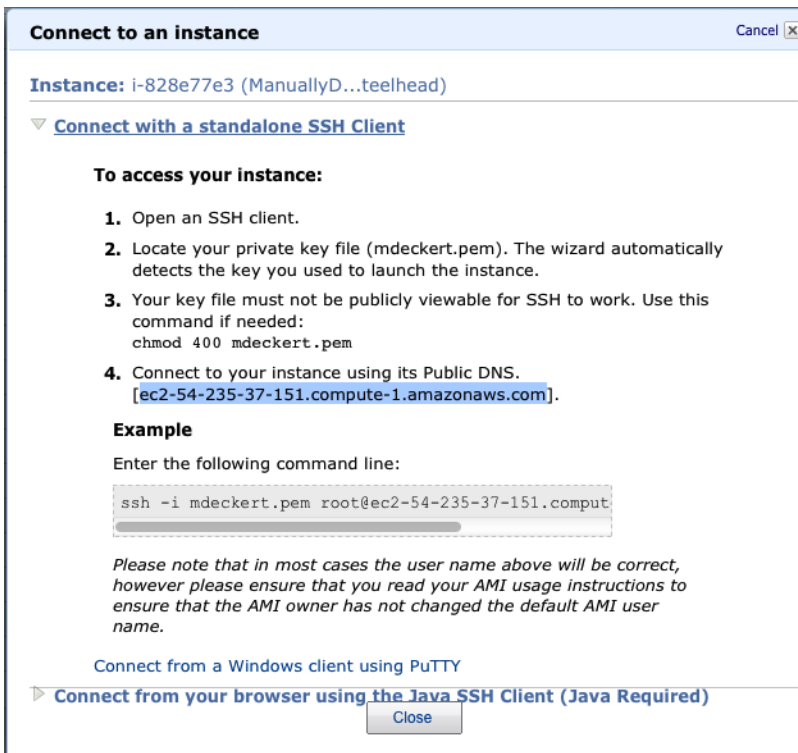 Connect to an instance
Cancel
Instance: i-828e77e3 (ManuallyD...teelhead)
Connect with a standalone SSH Client
To access your instance:
1. Open an SSH client.
2. Locate your private key file (mdeckert.pem). The wizard automatically
detects the key you used to launch the instance.
3. Your key file must not be publicly viewable for SSH to work. Use this
command if needed:
chmod 400 mdeckert.pem
4. Connect to your instance using its Public DNS.
[ec2-54-235-37-151.compute-1.amazonaws.com].
Example
Enter the following command line:
ssh -i mdeckert.pem root@ec2-54-235-37-151.comput
Please note that in most cases the user name above will be correct,
however please ensure that you read your AMI usage instructions to
ensure that the AMI owner has not changed the default AMI user
name.
Connect from a Windows client using PuTTY
Connect from your browser using the Java SSH Client (Java Required)
Close